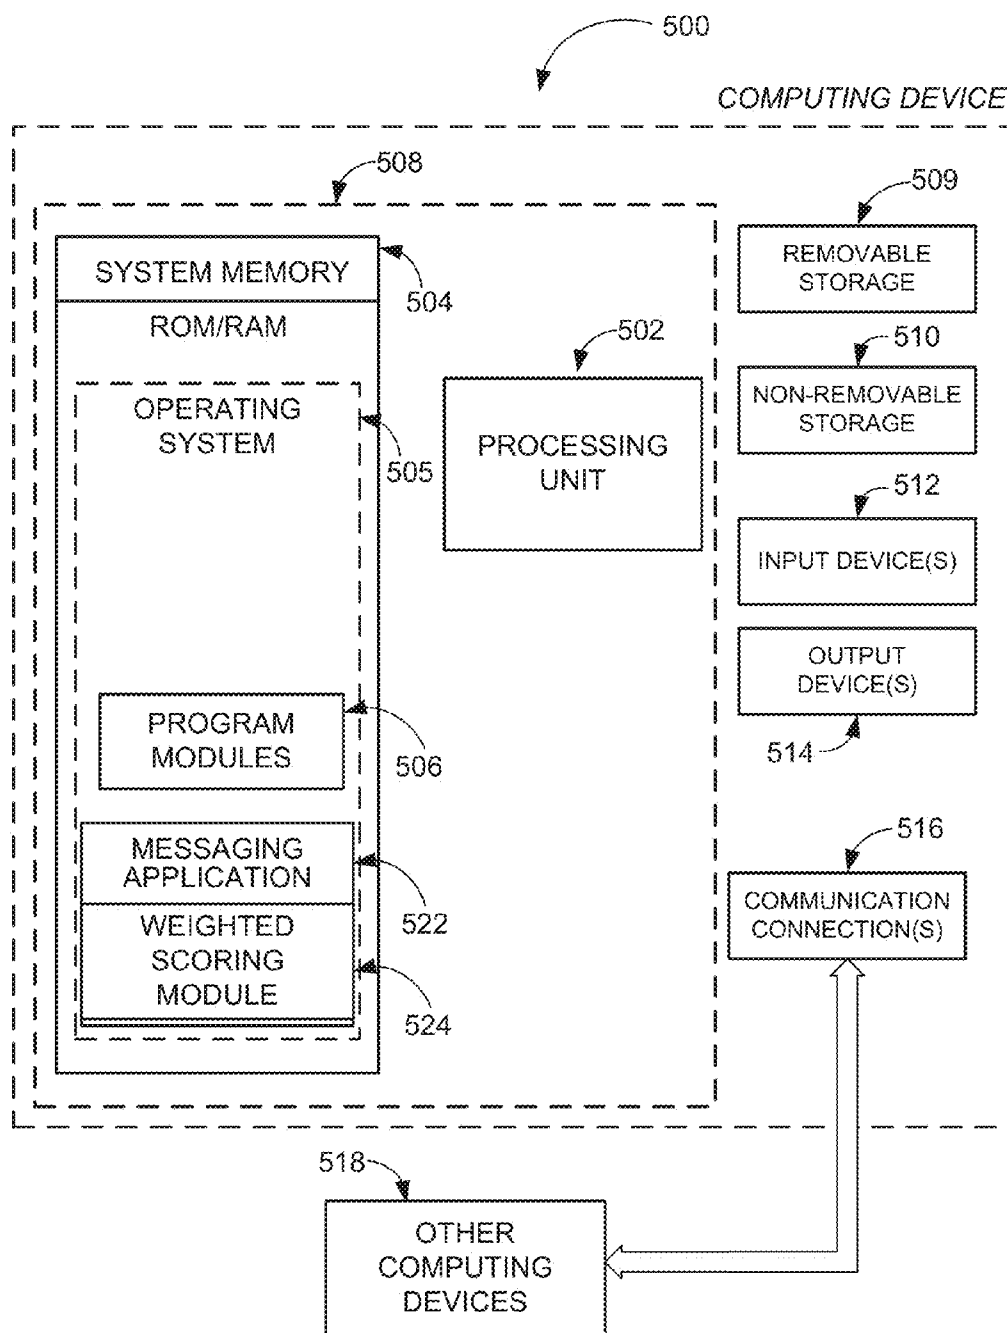 500
COMPUTING DEVICE
508
509
SYSTEM MEMORY
504
REMOVABLE
STORAGE
ROM/RAM
502
510
OPERATING
SYSTEM
505
PROCESSING
UNIT
NON-REMOVABLE
STORAGE
512
INPUT DEVICE(S)
OUTPUT
DEVICE(S)
514
PROGRAM
MODULES
506
516
MESSAGING
APPLICATION
522
COMMUNICATION
CONNECTION(S)
WEIGHTED
SCORING
MODULE
524
518
OTHER
COMPUTING
DEVICES